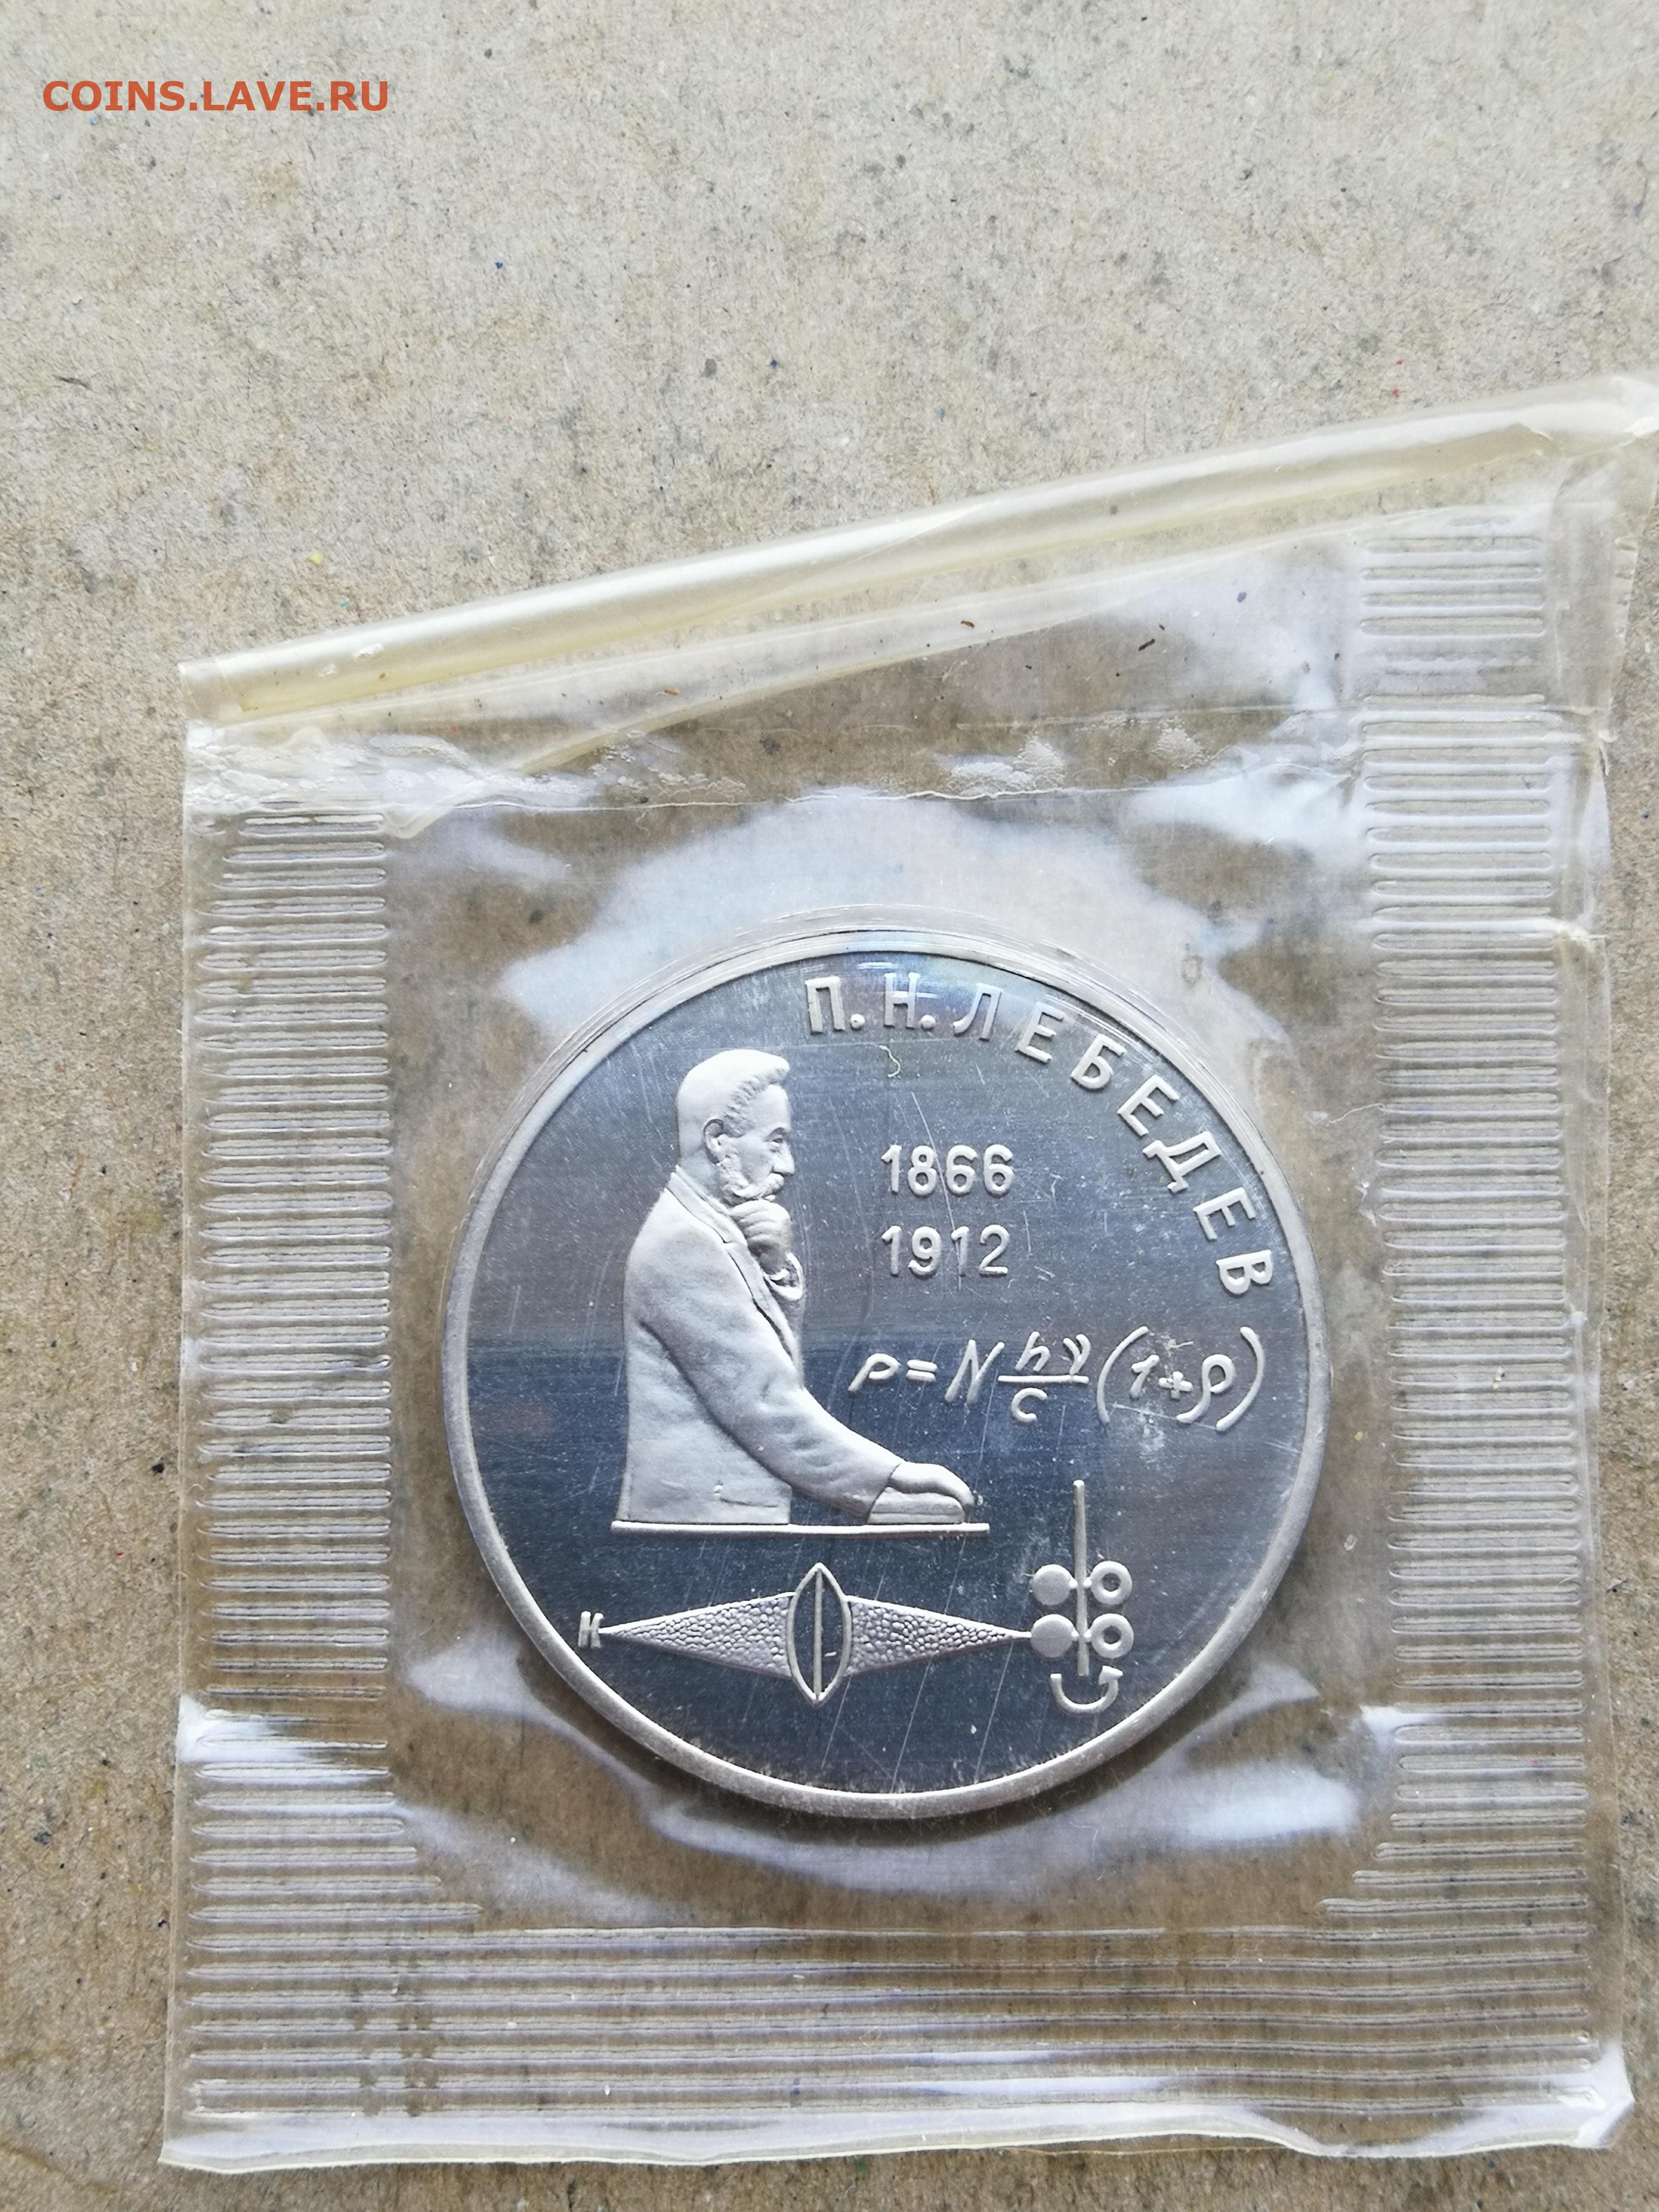 COINS.LAVE.RU
П. Н. ЛЕБЕДЕВ
1866
1912
p=N hν/c (1+ρ)